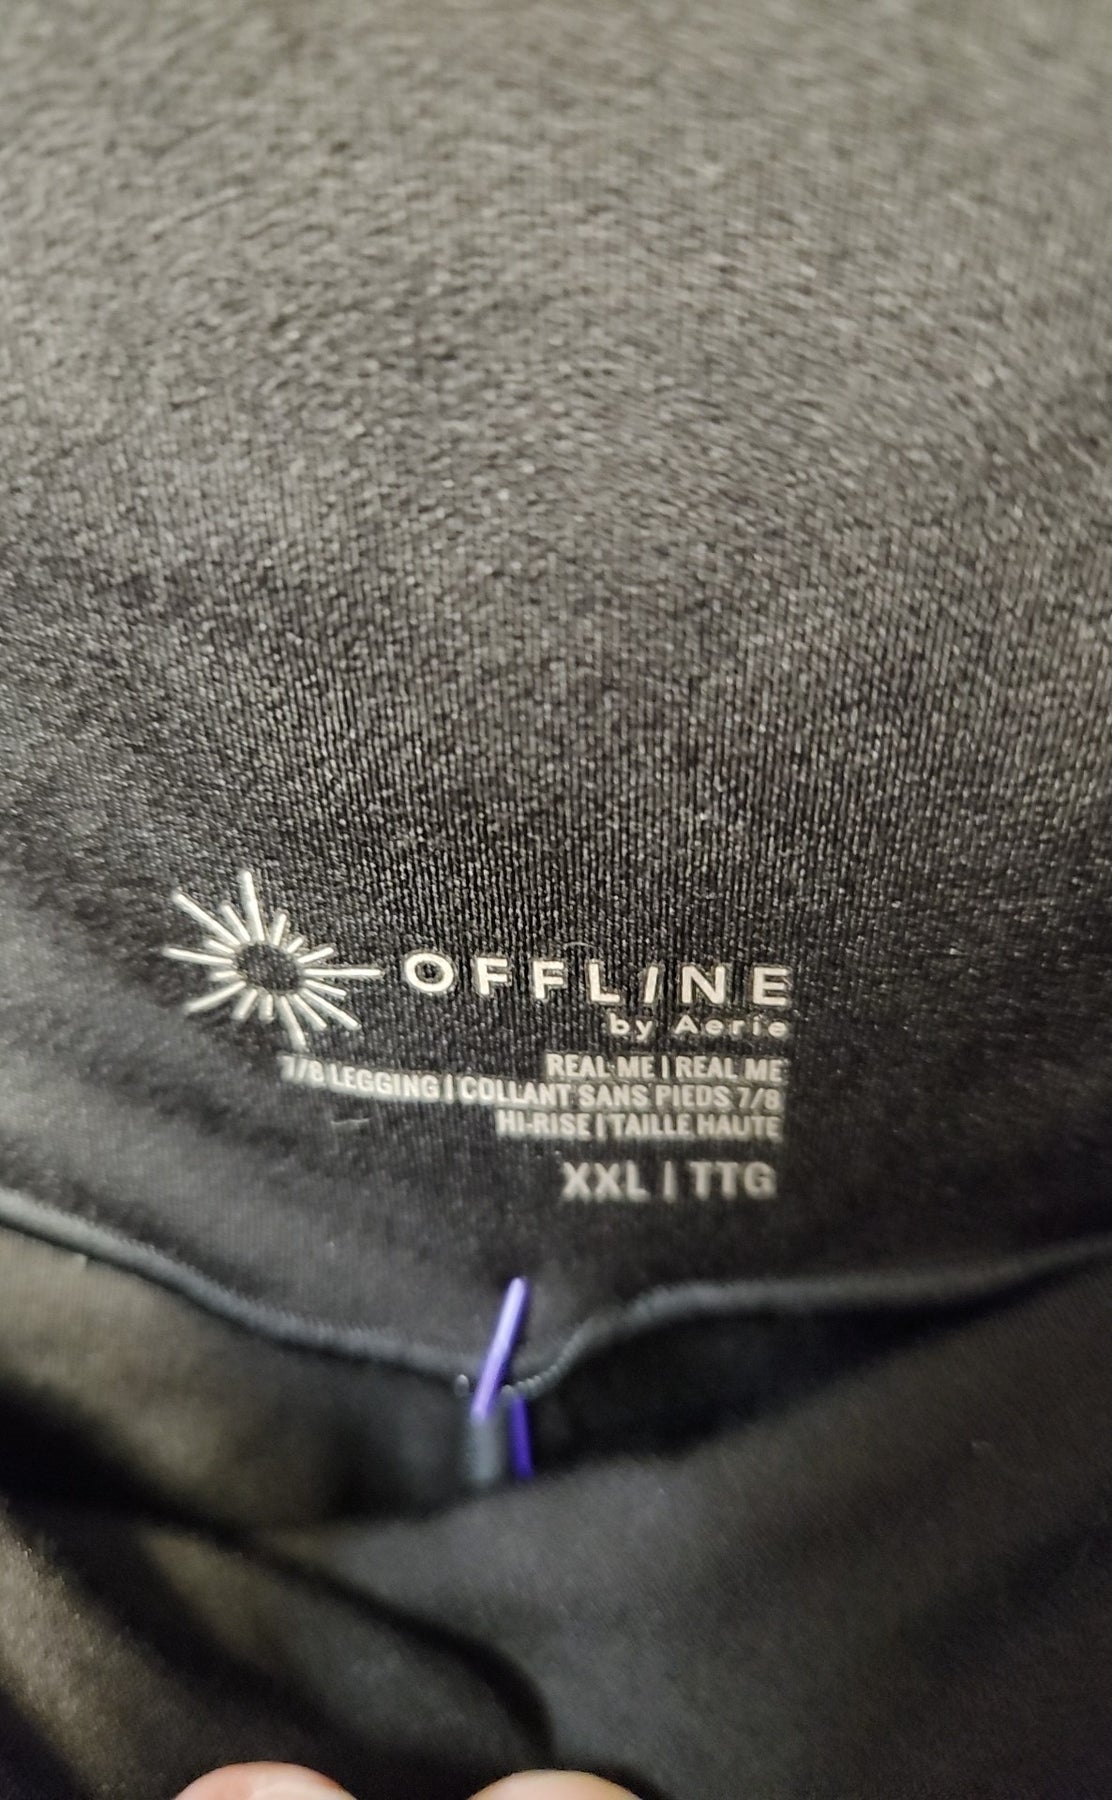 OFFLINE
by Aerie
REAL ME | REAL ME
7/8 LEGGING | COLLANT SANS PIEDS 7/8
HI-RISE | TAILLE HAUTE
XXL | TTG